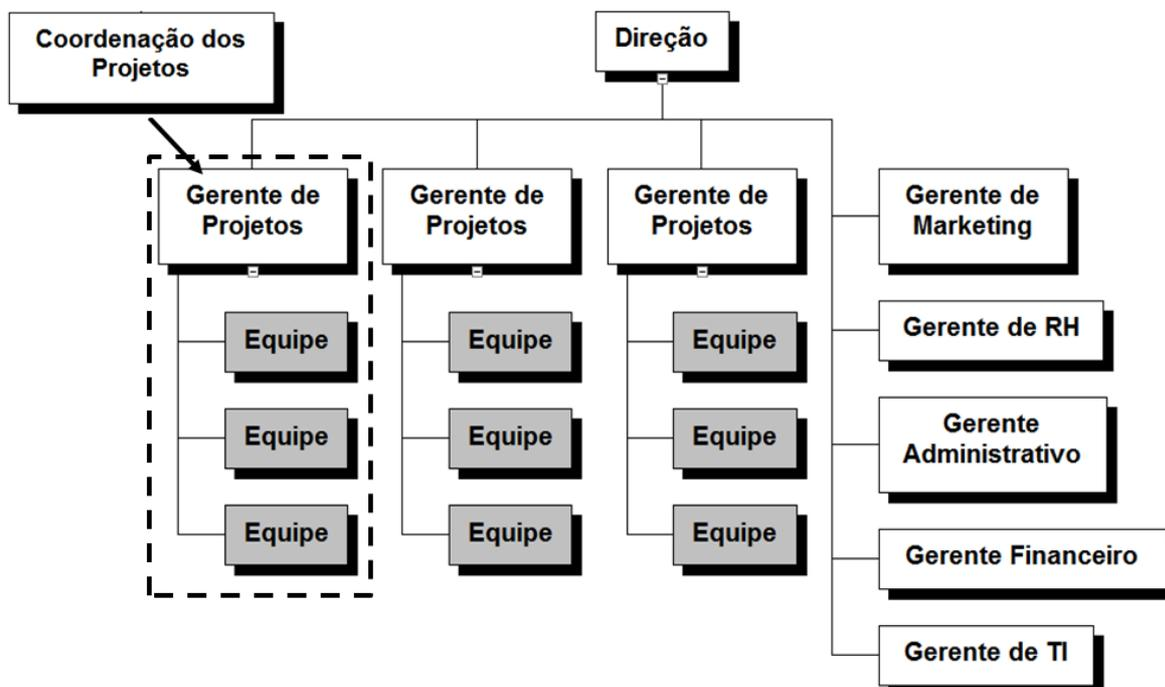 Coordenação dos
Projetos
Direção
Gerente de
Projetos
Gerente de
Projetos
Gerente de
Projetos
Gerente de
Marketing
Equipe
Equipe
Equipe
Gerente de RH
Equipe
Equipe
Equipe
Gerente
Administrativo
Equipe
Equipe
Equipe
Gerente Financeiro
Gerente de TI